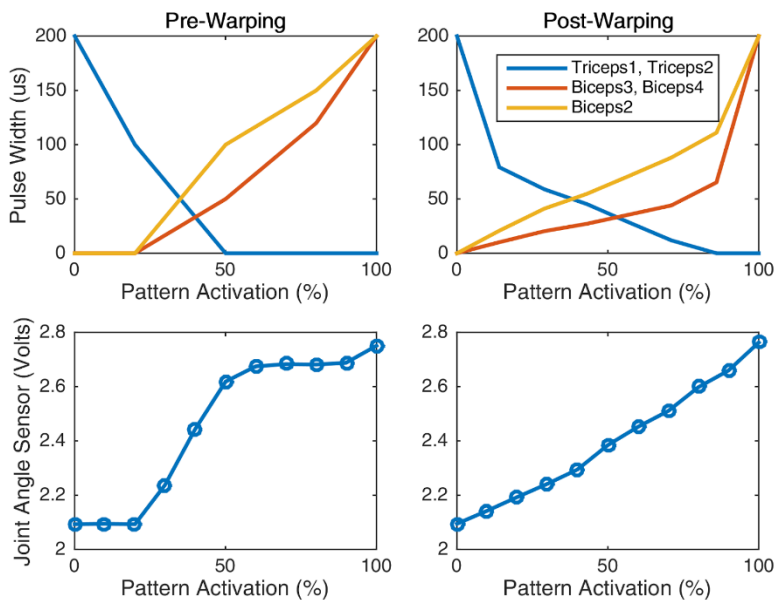 Pre-Warping
Post-Warping
Pulse Width (us)
200
150
100
50
0
0
50
100
Pattern Activation (%)
200
150
100
50
0
Triceps1, Triceps2
Biceps3, Biceps4
Biceps2
0
50
100
Pattern Activation (%)
Joint Angle Sensor (Volts)
2.8
2.6
2.4
2.2
2
0
50
100
Pattern Activation (%)
2.8
2.6
2.4
2.2
2
0
50
100
Pattern Activation (%)